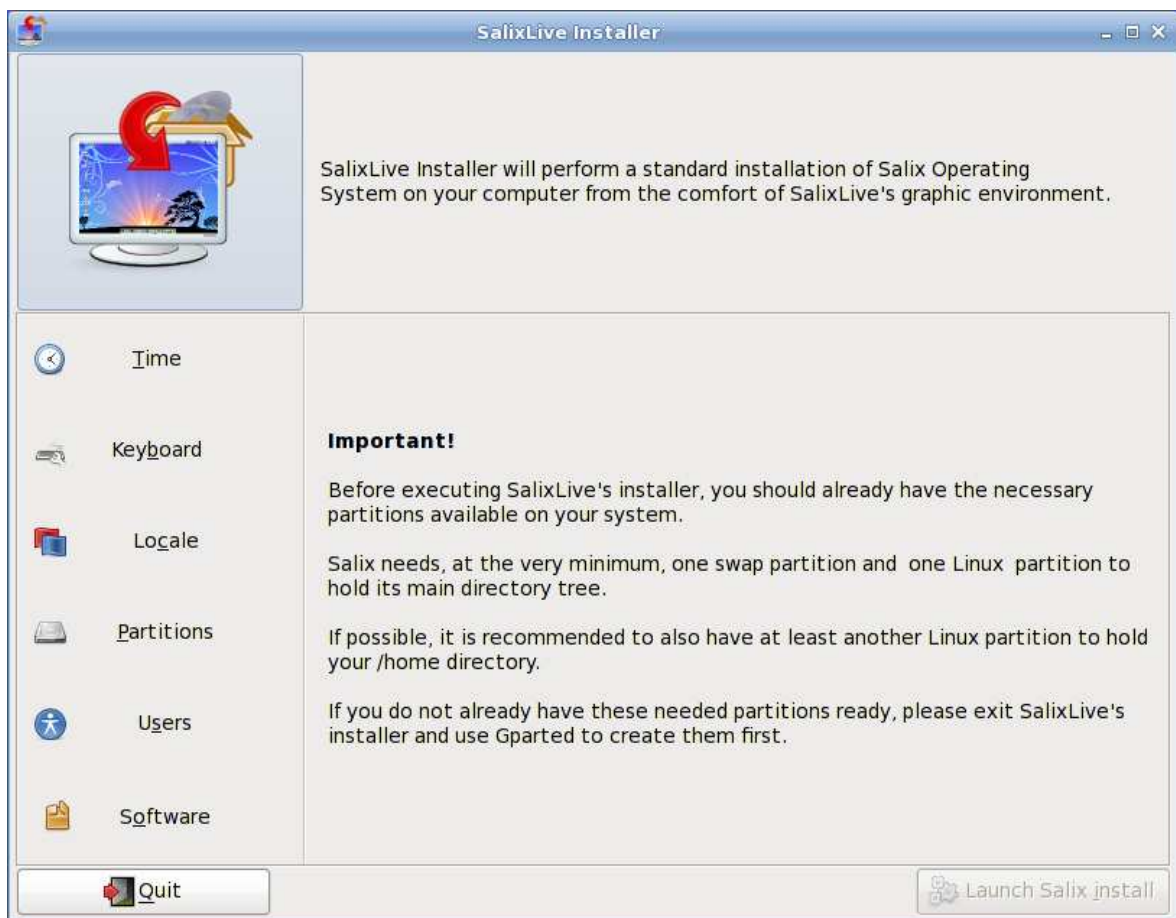 SalixLive Installer
SalixLive Installer will perform a standard installation of Salix Operating
System on your computer from the comfort of SalixLive's graphic environment.
Time
Keyboard
Locale
Partitions
Users
Software
Important!
Before executing SalixLive's installer, you should already have the necessary
partitions available on your system.
Salix needs, at the very minimum, one swap partition and one Linux partition to
hold its main directory tree.
If possible, it is recommended to also have at least another Linux partition to hold
your /home directory.
If you do not already have these needed partitions ready, please exit SalixLive's
installer and use Gparted to create them first.
Quit
Launch Salix install